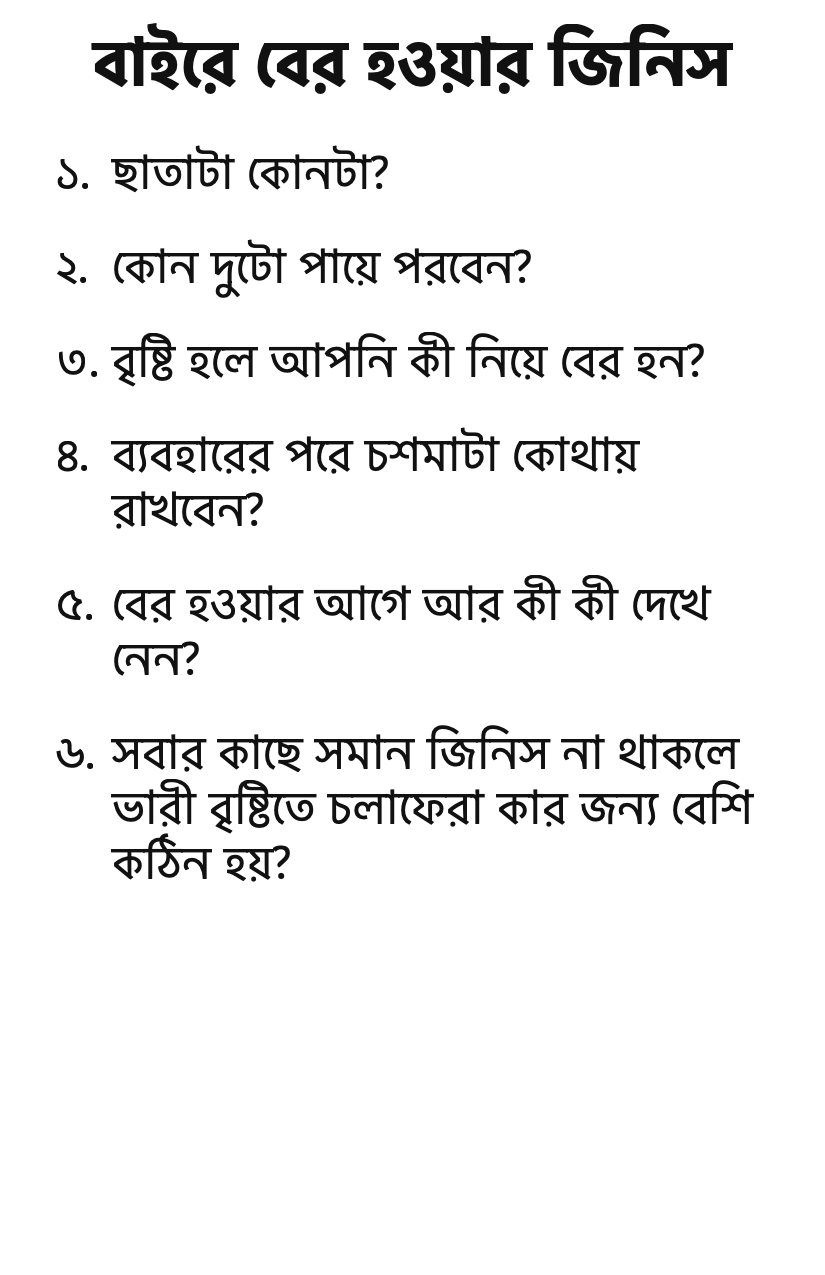 বাইরে বের হওয়ার জিনিস
১. ছাতাটা কোনটা?
২. কোন দুটো পায়ে পরবেন?
৩. বৃষ্টি হলে আপনি কী নিয়ে বের হন?
৪. ব্যবহারের পরে চশমাটা কোথায়
রাখবেন?
৫. বের হওয়ার আগে আর কী কী দেখে
নেন?
৬. সবার কাছে সমান জিনিস না থাকলে
ভারী বৃষ্টিতে চলাফেরা কার জন্য বেশি
কঠিন হয়?